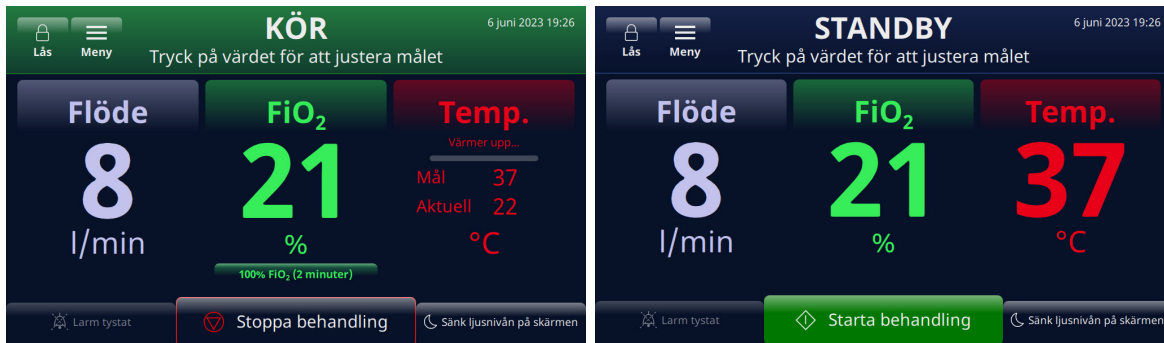 Lås
Meny
KÖR
6 juni 2023 19:26
Tryck på värdet för att justera målet
Flöde
8
l/min
FiO₂
21
%
100% FiO₂ (2 minuter)
Temp.
Värmer upp...
Mål 37
Aktuell 22
°C
Larm tystat
Stoppa behandling
Sänk ljusnivån på skärmen
Lås
Meny
STANDBY
6 juni 2023 19:26
Tryck på värdet för att justera målet
Flöde
8
l/min
FiO₂
21
%
Temp.
37
°C
Larm tystat
Starta behandling
Sänk ljusnivån på skärmen